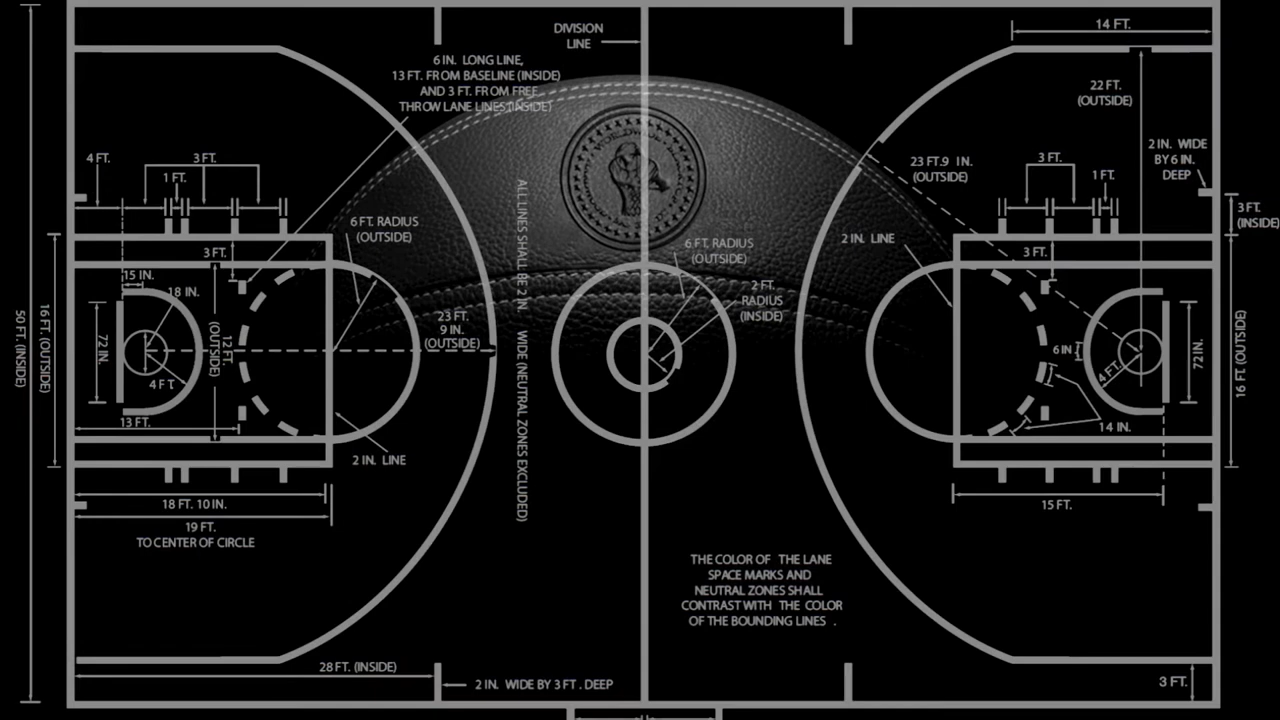 DIVISION
LINE
14 FT.
6 IN. LONG LINE,
13 FT. FROM BASELINE (INSIDE)
AND 3 FT. FROM FREE
THROW LANE LINES (INSIDE)
22 FT.
(OUTSIDE)
WORLDWIDE
2 IN. WIDE
BY 6 IN.
DEEP
4 FT.
3 FT.
1 FT.
23 FT.9 IN.
(OUTSIDE)
3 FT.
1 FT.
3 FT.
(INSIDE)
6 FT. RADIUS
(OUTSIDE)
6 FT. RADIUS
(OUTSIDE)
2 IN. LINE
3 FT.
3 FT.
15 IN.
18 IN.
2 FT.
RADIUS
(INSIDE)
ALL LINES SHALL BE 2 IN. WIDE (NEUTRAL ZONES EXCLUDED)
50 FT. (INSIDE)
16 FT. (OUTSIDE)
72 IN.
12 FT.
(OUTSIDE)
23 FT.
9 IN.
(OUTSIDE)
4 FT
6 IN.
4 FT.
72 IN.
16 FT. (OUTSIDE)
13 FT.
14 IN.
2 IN. LINE
18 FT. 10 IN.
15 FT.
19 FT.
TO CENTER OF CIRCLE
THE COLOR OF THE LANE
SPACE MARKS AND
NEUTRAL ZONES SHALL
CONTRAST WITH THE COLOR
OF THE BOUNDING LINES .
28 FT. (INSIDE)
2 IN. WIDE BY 3 FT . DEEP
3 FT.